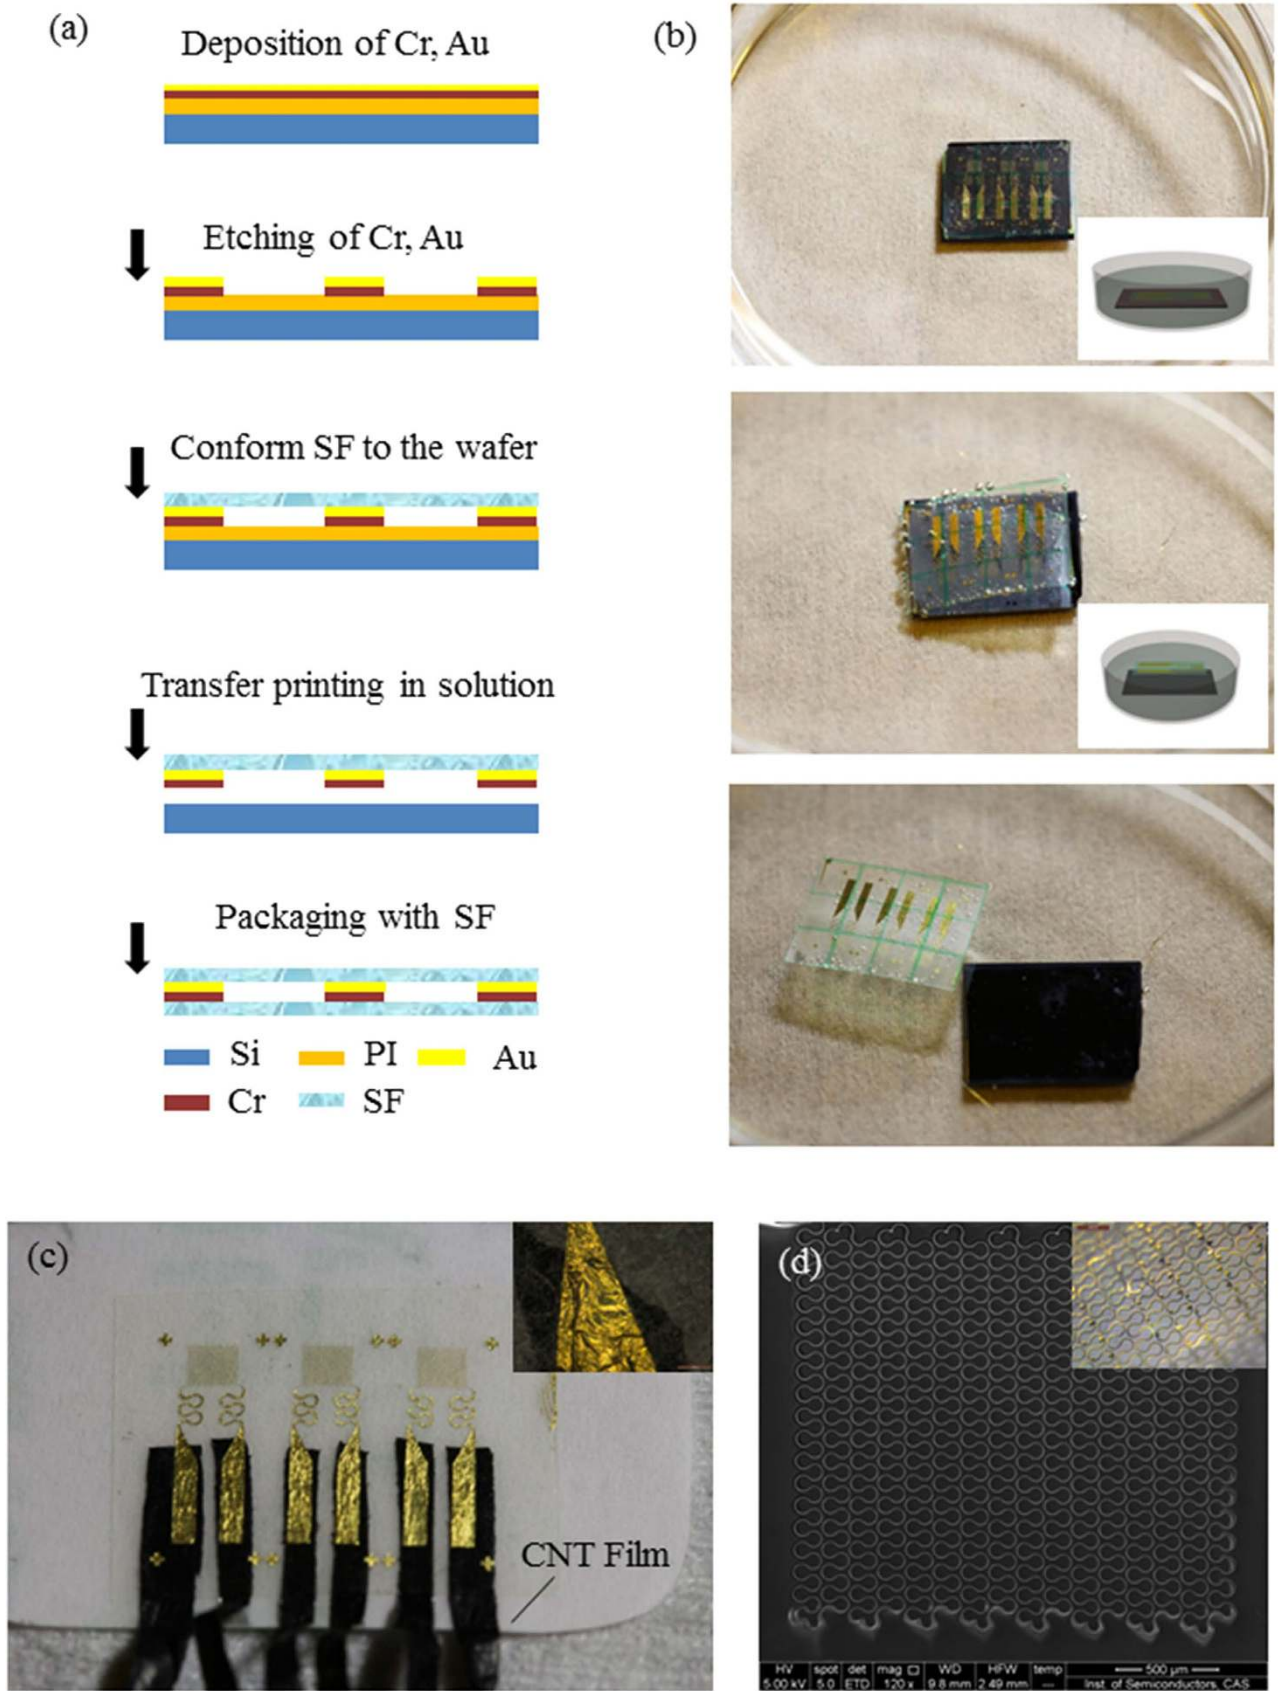 (a)
Deposition of Cr, Au
Etching of Cr, Au
Conform SF to the wafer
Transfer printing in solution
Packaging with SF
Si PI Au
Cr SF
(b)
(c)
CNT Film
(d)
HV spot det mag WD HFW temp 500 µm
5.00 kV 5.0 ETD 120 x 9.8 mm 2.49 mm --- Inst. of Semiconductors, CAS